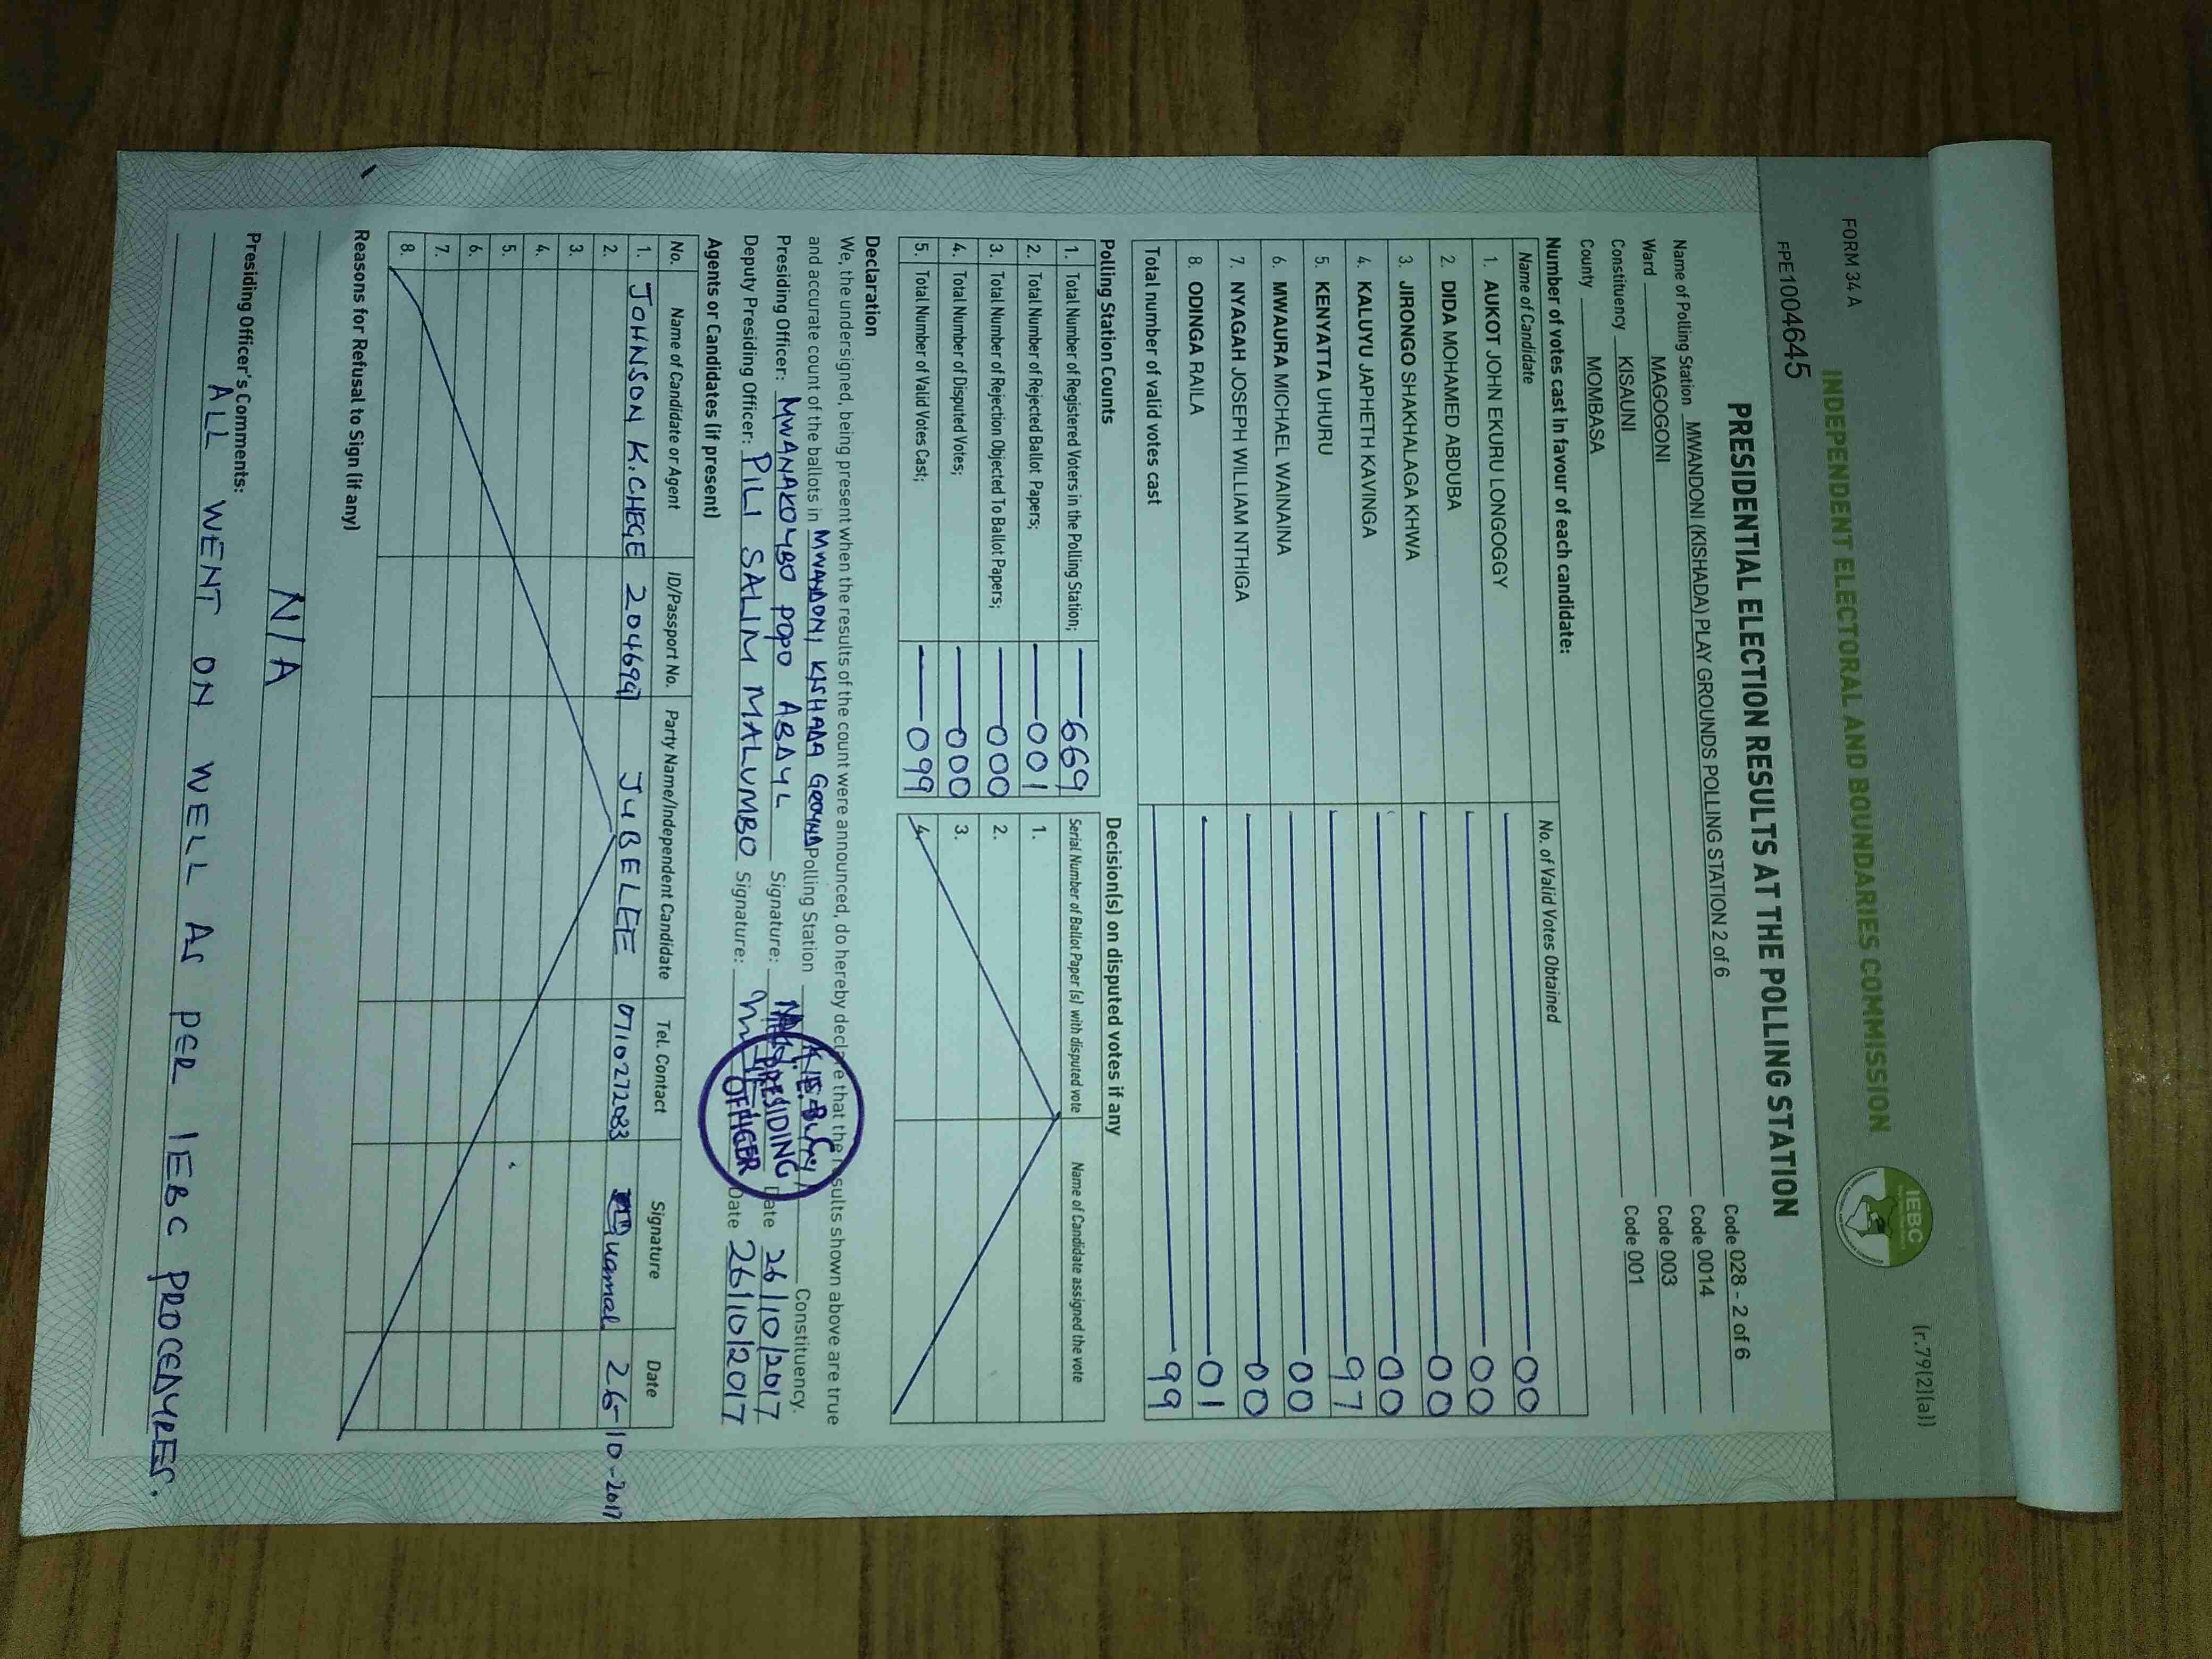 FORM 34 A
(r.79(2)(a))
INDEPENDENT ELECTORAL AND BOUNDARIES COMMISSION
IEBC
FPE1004645
PRESIDENTIAL ELECTION RESULTS AT THE POLLING STATION
Name of Polling Station MWANDONI (KISHADA) PLAY GROUNDS POLLING STATION 2 of 6 Code 028 - 2 of 6
Ward MAGOGONI Code 0014
Constituency KISAUNI Code 003
County MOMBASA Code 001
Number of votes cast in favour of each candidate:
Name of Candidate No. of Valid Votes Obtained
1. AUKOT JOHN EKURU LONGOGGY 00
2. DIDA MOHAMED ABDUBA 00
3. JIRONGO SHAKHALAGA KHWA 00
4. KALUYU JAPHETH KAVINGA 00
5. KENYATTA UHURU 97
6. MWAURA MICHAEL WAINAINA 00
7. NYAGAH JOSEPH WILLIAM NTHIGA 00
8. ODINGA RAILA 01
Total number of valid votes cast 99
Polling Station Counts
1. Total Number of Registered Voters in the Polling Station; 669
2. Total Number of Rejected Ballot Papers; 001
3. Total Number of Rejection Objected To Ballot Papers; 000
4. Total Number of Disputed Votes; 000
5. Total Number of Valid Votes Cast; 099
Decision(s) on disputed votes if any
Serial Number of Ballot Paper (s) with disputed vote Name of Candidate assigned the vote
1.
2.
3.
4.
Declaration
We, the undersigned, being present when the results of the count were announced, do hereby declare that the results shown above are true
and accurate count of the ballots in MWANDONI KISHADA GROUND Polling Station Constituency.
Presiding Officer: MWANAKOMBO POPO ABDUL Signature: Date 26/10/2017
Deputy Presiding Officer: PILI SALIM MALUMBO Signature: Date 26/10/2017
PRESIDING
OFFICER
Agents or Candidates (if present)
No. Name of Candidate or Agent ID/Passport No. Party Name/Independent Candidate Tel. Contact Signature Date
1. JOHNSON K. CHEGE 20469991 JUBELEE 0710272083 26-10-2017
2.
3.
4.
5.
6.
7.
8.
Reasons for Refusal to Sign (if any)
N/A
Presiding Officer's Comments:
ALL WENT ON WELL AS PER IEBC PROCEDURES.